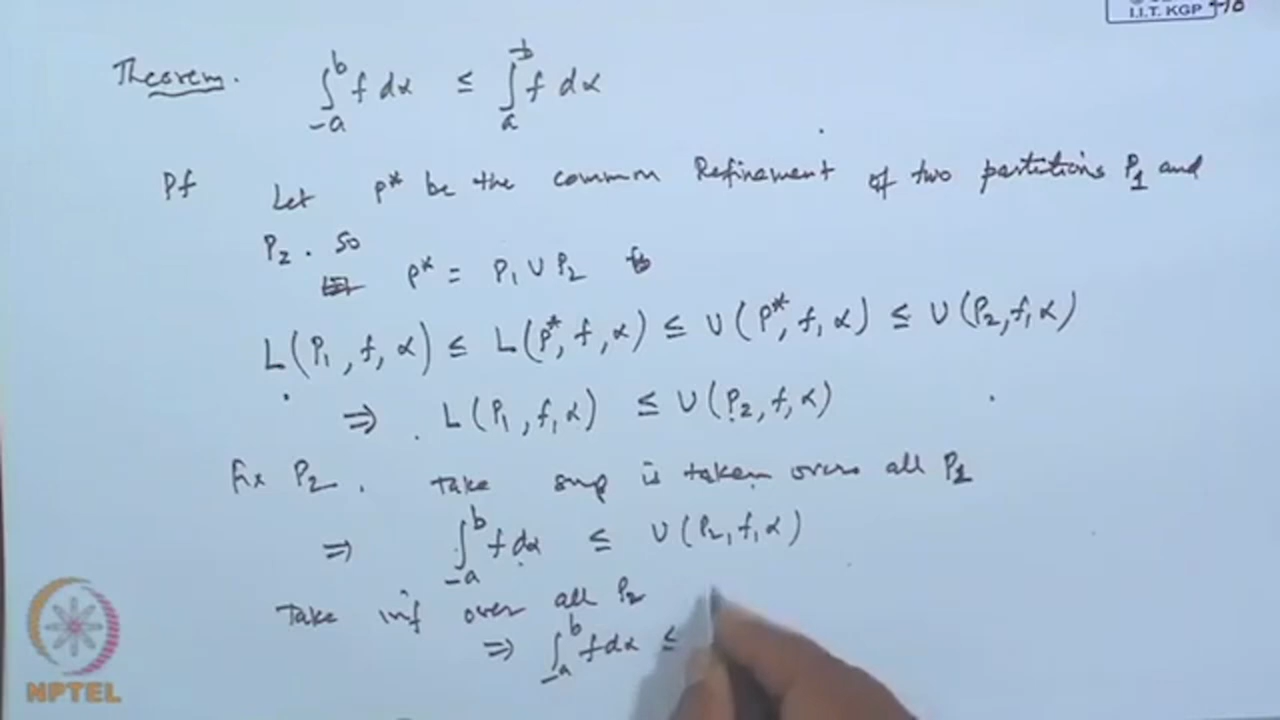 I.I.T. KGP
Theorem. ∫_{-a}^{b} f dα ≤ ∫_{a}^{-b} f dα
Pf Let P* be the common Refinement of two partitions P1 and
P2. So
P* = P1 ∪ P2
L(P1, f, α) ≤ L(P*, f, α) ≤ U(P*, f, α) ≤ U(P2, f, α)
⇒ L(P1, f, α) ≤ U(P2, f, α)
Fix P2. Take sup is taken over all P1
⇒ ∫_{-a}^{b} f dα ≤ U(P2, f, α)
Take inf over all P2
⇒ ∫_{-a}^{b} f dα ≤
NPTEL